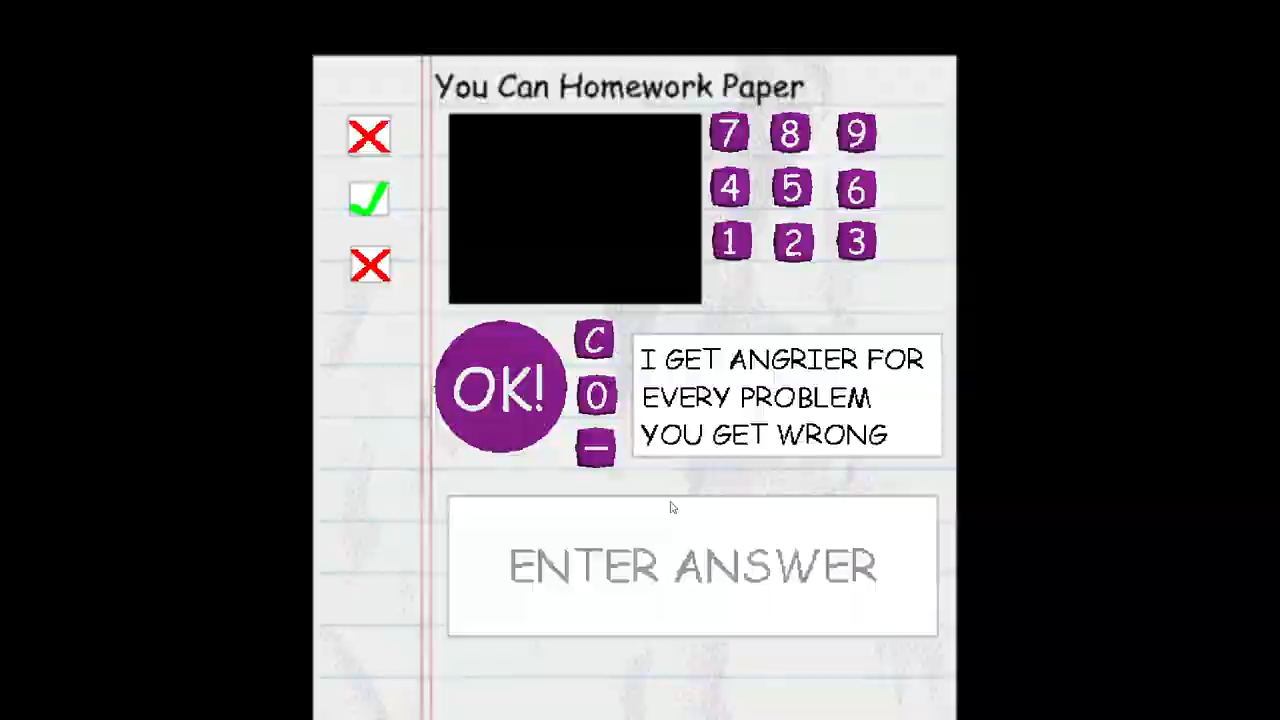 You Can Homework Paper
7 8 9
4 5 6
1 2 3
OK!
C
0
—
I GET ANGRIER FOR
EVERY PROBLEM
YOU GET WRONG
ENTER ANSWER